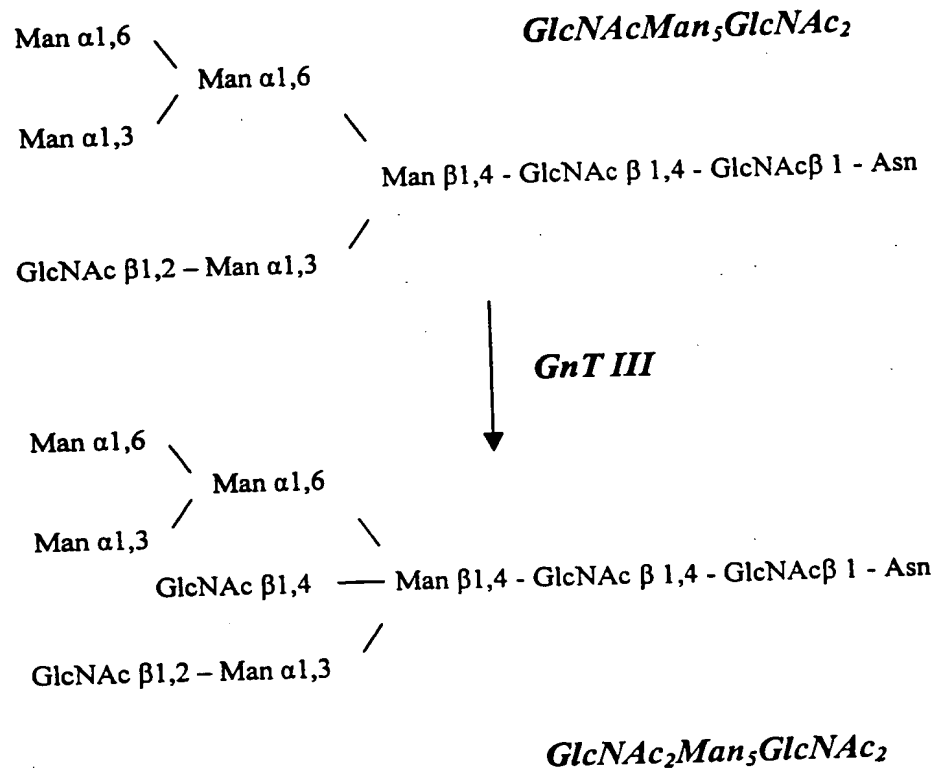 Man α1,6
GlcNAcMan₅GlcNAc₂
Man α1,6
Man α1,3
Man β1,4 - GlcNAc β 1,4 - GlcNAcβ 1 - Asn
GlcNAc β1,2 – Man α1,3
GnT III
Man α1,6
Man α1,6
Man α1,3
GlcNAc β1,4 — Man β1,4 - GlcNAc β 1,4 - GlcNAcβ 1 - Asn
GlcNAc β1,2 – Man α1,3
GlcNAc₂Man₅GlcNAc₂